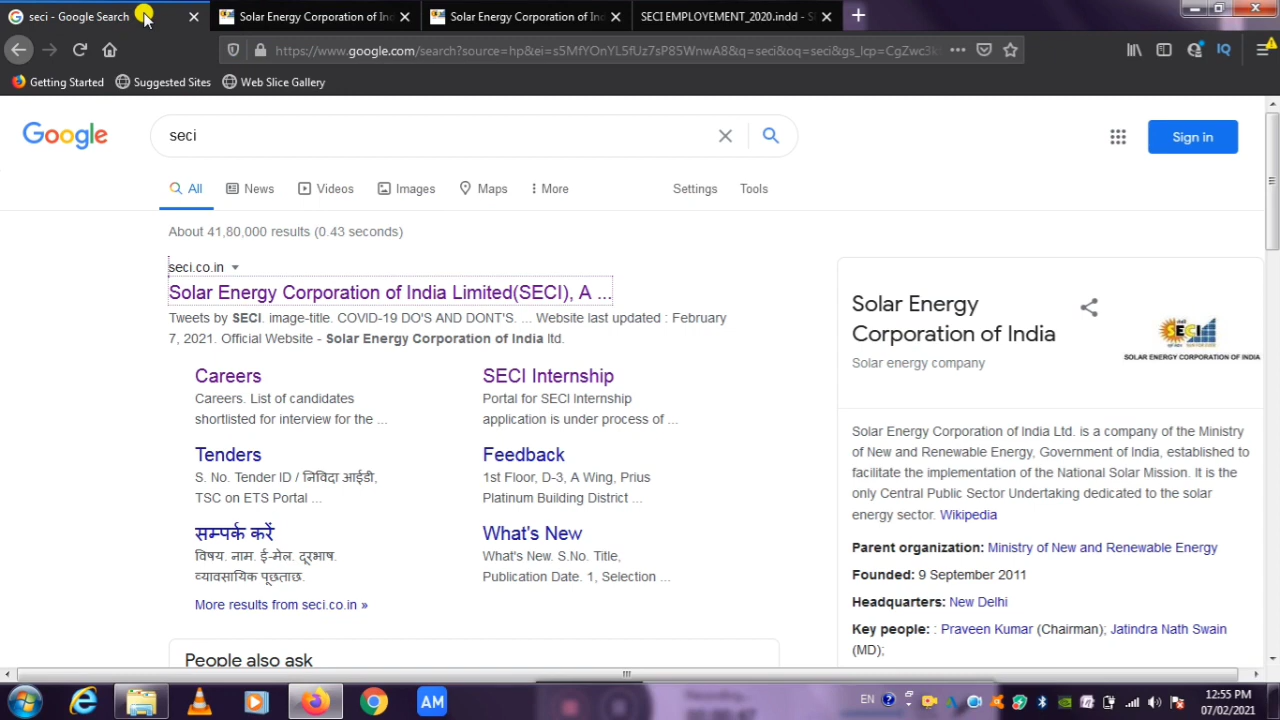 seci - Google Search
Solar Energy Corporation of Ind
Solar Energy Corporation of Ind
SECI EMPLOYEMENT_2020.indd - S
https://www.google.com/search?source=hp&ei=s5MfYOnYL5fUz7sP85WnwA8&q=seci&oq=seci&gs_lcp=CgZwc3
IQ
Getting Started
Suggested Sites
Web Slice Gallery
Google
seci
Sign in
All
News
Videos
Images
Maps
More
Settings
Tools
About 41,80,000 results (0.43 seconds)
seci.co.in
Solar Energy Corporation of India Limited(SECI), A ...
Tweets by SECI. image-title. COVID-19 DO'S AND DONT'S. ... Website last updated : February
7, 2021. Official Website - Solar Energy Corporation of India ltd.
Careers
Careers. List of candidates
shortlisted for interview for the ...
SECI Internship
Portal for SECI Internship
application is under process of ...
Tenders
S. No. Tender ID / निविदा आईडी,
TSC on ETS Portal ...
Feedback
1st Floor, D-3, A Wing, Prius
Platinum Building District ...
सम्पर्क करें
विषय. नाम. ई-मेल. दूरभाष.
व्यावसायिक पूछताछ.
What's New
What's New. S.No. Title,
Publication Date. 1, Selection ...
More results from seci.co.in »
People also ask
Solar Energy
Corporation of India
Solar energy company
SECI
SOLAR ENERGY CORPORATION OF INDIA
Solar Energy Corporation of India Ltd. is a company of the Ministry
of New and Renewable Energy, Government of India, established to
facilitate the implementation of the National Solar Mission. It is the
only Central Public Sector Undertaking dedicated to the solar
energy sector. Wikipedia
Parent organization: Ministry of New and Renewable Energy
Founded: 9 September 2011
Headquarters: New Delhi
Key people: : Praveen Kumar (Chairman); Jatindra Nath Swain
(MD);
AM
EN
12:55 PM
07/02/2021